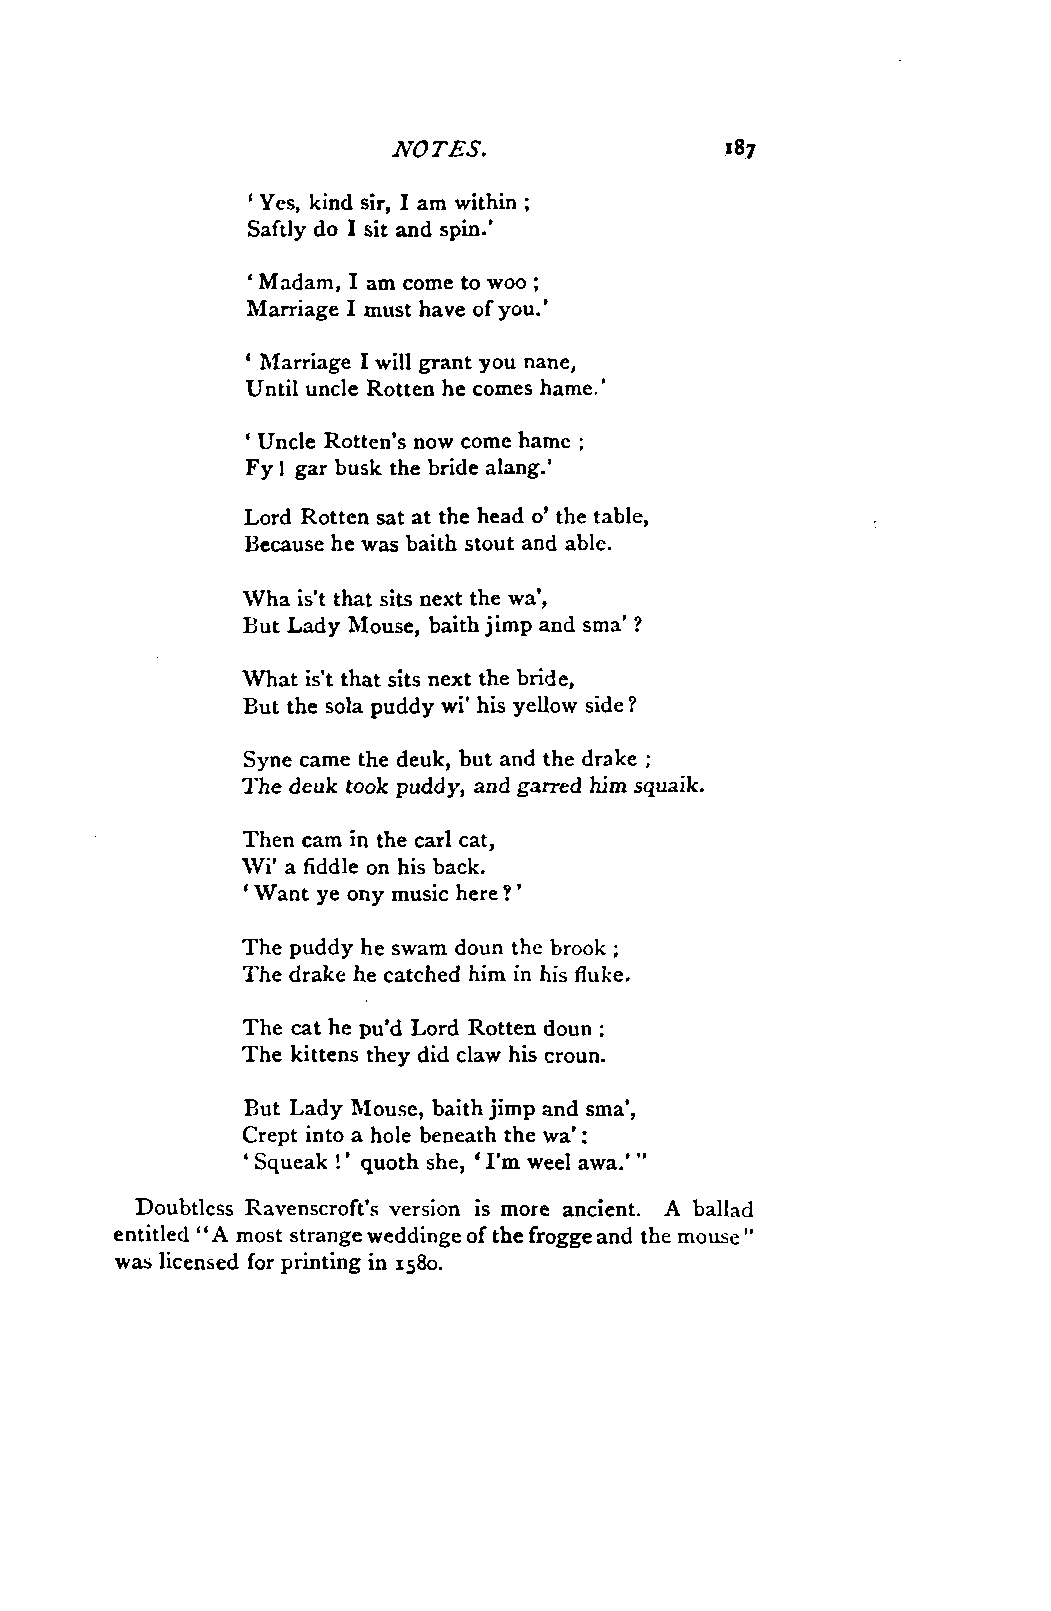 NOTES. 187
‘ Yes, kind sir, I am within ;
Saftly do I sit and spin.’
‘ Madam, I am come to woo ;
Marriage I must have of you.’
‘ Marriage I will grant you nane,
Until uncle Rotten he comes hame.’
‘ Uncle Rotten's now come hame ;
Fy ! gar busk the bride alang.’
Lord Rotten sat at the head o’ the table,
Because he was baith stout and able.
Wha is't that sits next the wa’,
But Lady Mouse, baith jimp and sma’ ?
What is't that sits next the bride,
But the sola puddy wi’ his yellow side ?
Syne came the deuk, but and the drake ;
The deuk took puddy, and garred him squaik.
Then cam in the carl cat,
Wi’ a fiddle on his back.
‘ Want ye ony music here ? ’
The puddy he swam doun the brook ;
The drake he catched him in his fluke.
The cat he pu'd Lord Rotten doun ;
The kittens they did claw his croun.
But Lady Mouse, baith jimp and sma’,
Crept into a hole beneath the wa’ :
‘ Squeak ! ’ quoth she, ‘ I'm weel awa.’ ”
Doubtless Ravenscroft's version is more ancient. A ballad
entitled “A most strange weddinge of the frogge and the mouse”
was licensed for printing in 1580.